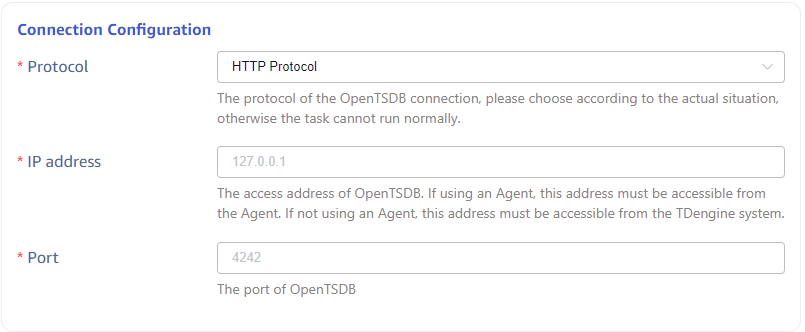 Connection Configuration
* Protocol
HTTP Protocol
The protocol of the OpenTSDB connection, please choose according to the actual situation,
otherwise the task cannot run normally.
* IP address
127.0.0.1
The access address of OpenTSDB. If using an Agent, this address must be accessible from
the Agent. If not using an Agent, this address must be accessible from the TDengine system.
* Port
4242
The port of OpenTSDB